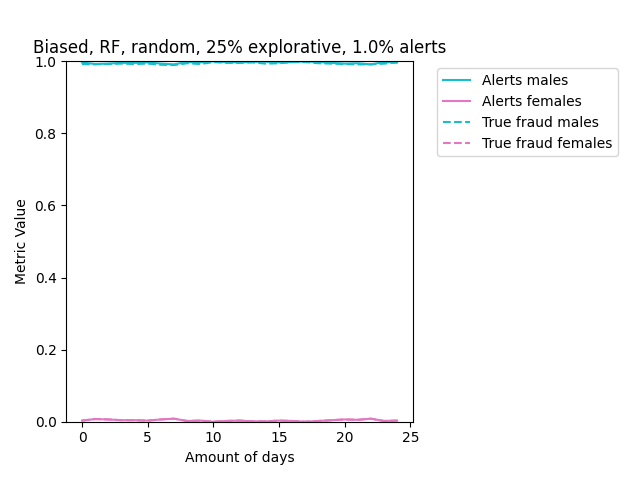 Biased, RF, random, 25% explorative, 1.0% alerts
Alerts males
Alerts females
True fraud males
True fraud females
Metric Value
1.0
0.8
0.6
0.4
0.2
0.0
0 5 10 15 20 25
Amount of days